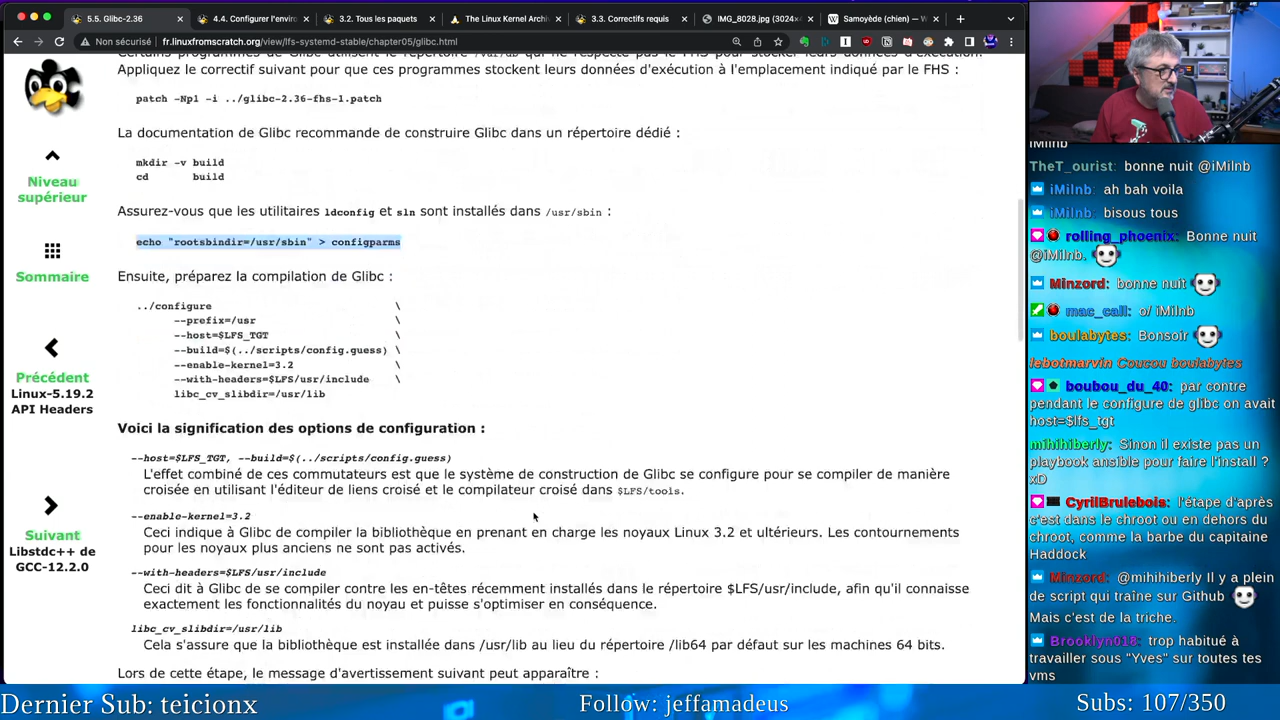 5.5. Glibc-2.36
4.4. Configurer l'enviro
3.2. Tous les paquets
The Linux Kernel Archi
3.3. Correctifs requis
IMG_8028.jpg (3024×4
Samoyède (chien) — W
Non sécurisé
fr.linuxfromscratch.org/view/lfs-systemd-stable/chapter05/glibc.html
Appliquez le correctif suivant pour que ces programmes stockent leurs données d'exécution à l'emplacement indiqué par le FHS :
patch -Np1 -i ../glibc-2.36-fhs-1.patch
La documentation de Glibc recommande de construire Glibc dans un répertoire dédié :
mkdir -v build
cd build
Assurez-vous que les utilitaires ldconfig et sln sont installés dans /usr/sbin :
echo "rootsbindir=/usr/sbin" > configparms
Ensuite, préparez la compilation de Glibc :
../configure \
--prefix=/usr \
--host=$LFS_TGT \
--build=$(../scripts/config.guess) \
--enable-kernel=3.2 \
--with-headers=$LFS/usr/include \
libc_cv_slibdir=/usr/lib
Voici la signification des options de configuration :
--host=$LFS_TGT, --build=$(../scripts/config.guess)
L'effet combiné de ces commutateurs est que le système de construction de Glibc se configure pour se compiler de manière
croisée en utilisant l'éditeur de liens croisé et le compilateur croisé dans $LFS/tools.
--enable-kernel=3.2
Ceci indique à Glibc de compiler la bibliothèque en prenant en charge les noyaux Linux 3.2 et ultérieurs. Les contournements
pour les noyaux plus anciens ne sont pas activés.
--with-headers=$LFS/usr/include
Ceci dit à Glibc de se compiler contre les en-têtes récemment installés dans le répertoire $LFS/usr/include, afin qu'il connaisse
exactement les fonctionnalités du noyau et puisse s'optimiser en conséquence.
libc_cv_slibdir=/usr/lib
Cela s'assure que la bibliothèque est installée dans /usr/lib au lieu du répertoire /lib64 par défaut sur les machines 64 bits.
Lors de cette étape, le message d'avertissement suivant peut apparaître :
Niveau
supérieur
Sommaire
Précédent
Linux-5.19.2
API Headers
Suivant
Libstdc++ de
GCC-12.2.0
iMilnb
TheT_ourist: bonne nuit @iMilnb
iMilnb: ah bah voila
iMilnb: bisous tous
rolling_phoenix: Bonne nuit
@iMilnb.
Minzord: bonne nuit
mac_call: o/ iMilnb
boulabytes: Bonsoir
lebotmarvin Coucou boulabytes
boubou_du_40: par contre
pendant le configure de glibc on avait
host=$lfs_tgt
mihihiberly: Sinon il existe pas un
playbook ansible pour faire l'install ?
xD
CyrilBrulebois: l'étape d'après
c'est dans le chroot ou en dehors du
chroot, comme la barbe du capitaine
Haddock
Minzord: @mihihiberly Il y a plein
de script qui traîne sur Github
Mais c'est de la triche.
Brooklyn018: trop habitué à
travailler sous "Yves" sur toutes tes
vms
Dernier Sub: teicionx
Follow: jeffamadeus
Subs: 107/350